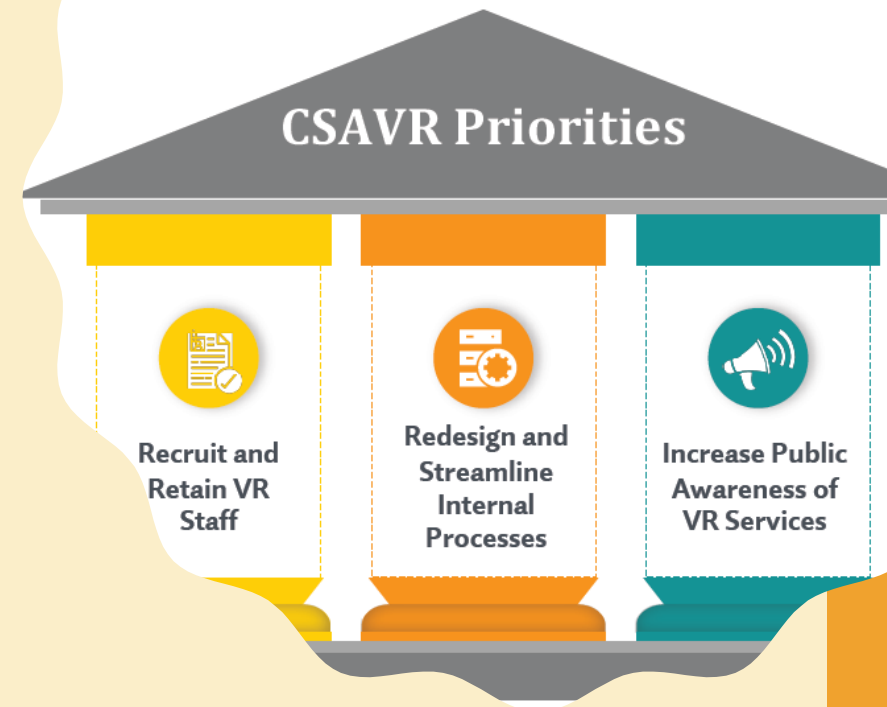 CSAVR Priorities
Recruit and
Retain VR
Staff
Redesign and
Streamline
Internal
Processes
Increase Public
Awareness of
VR Services